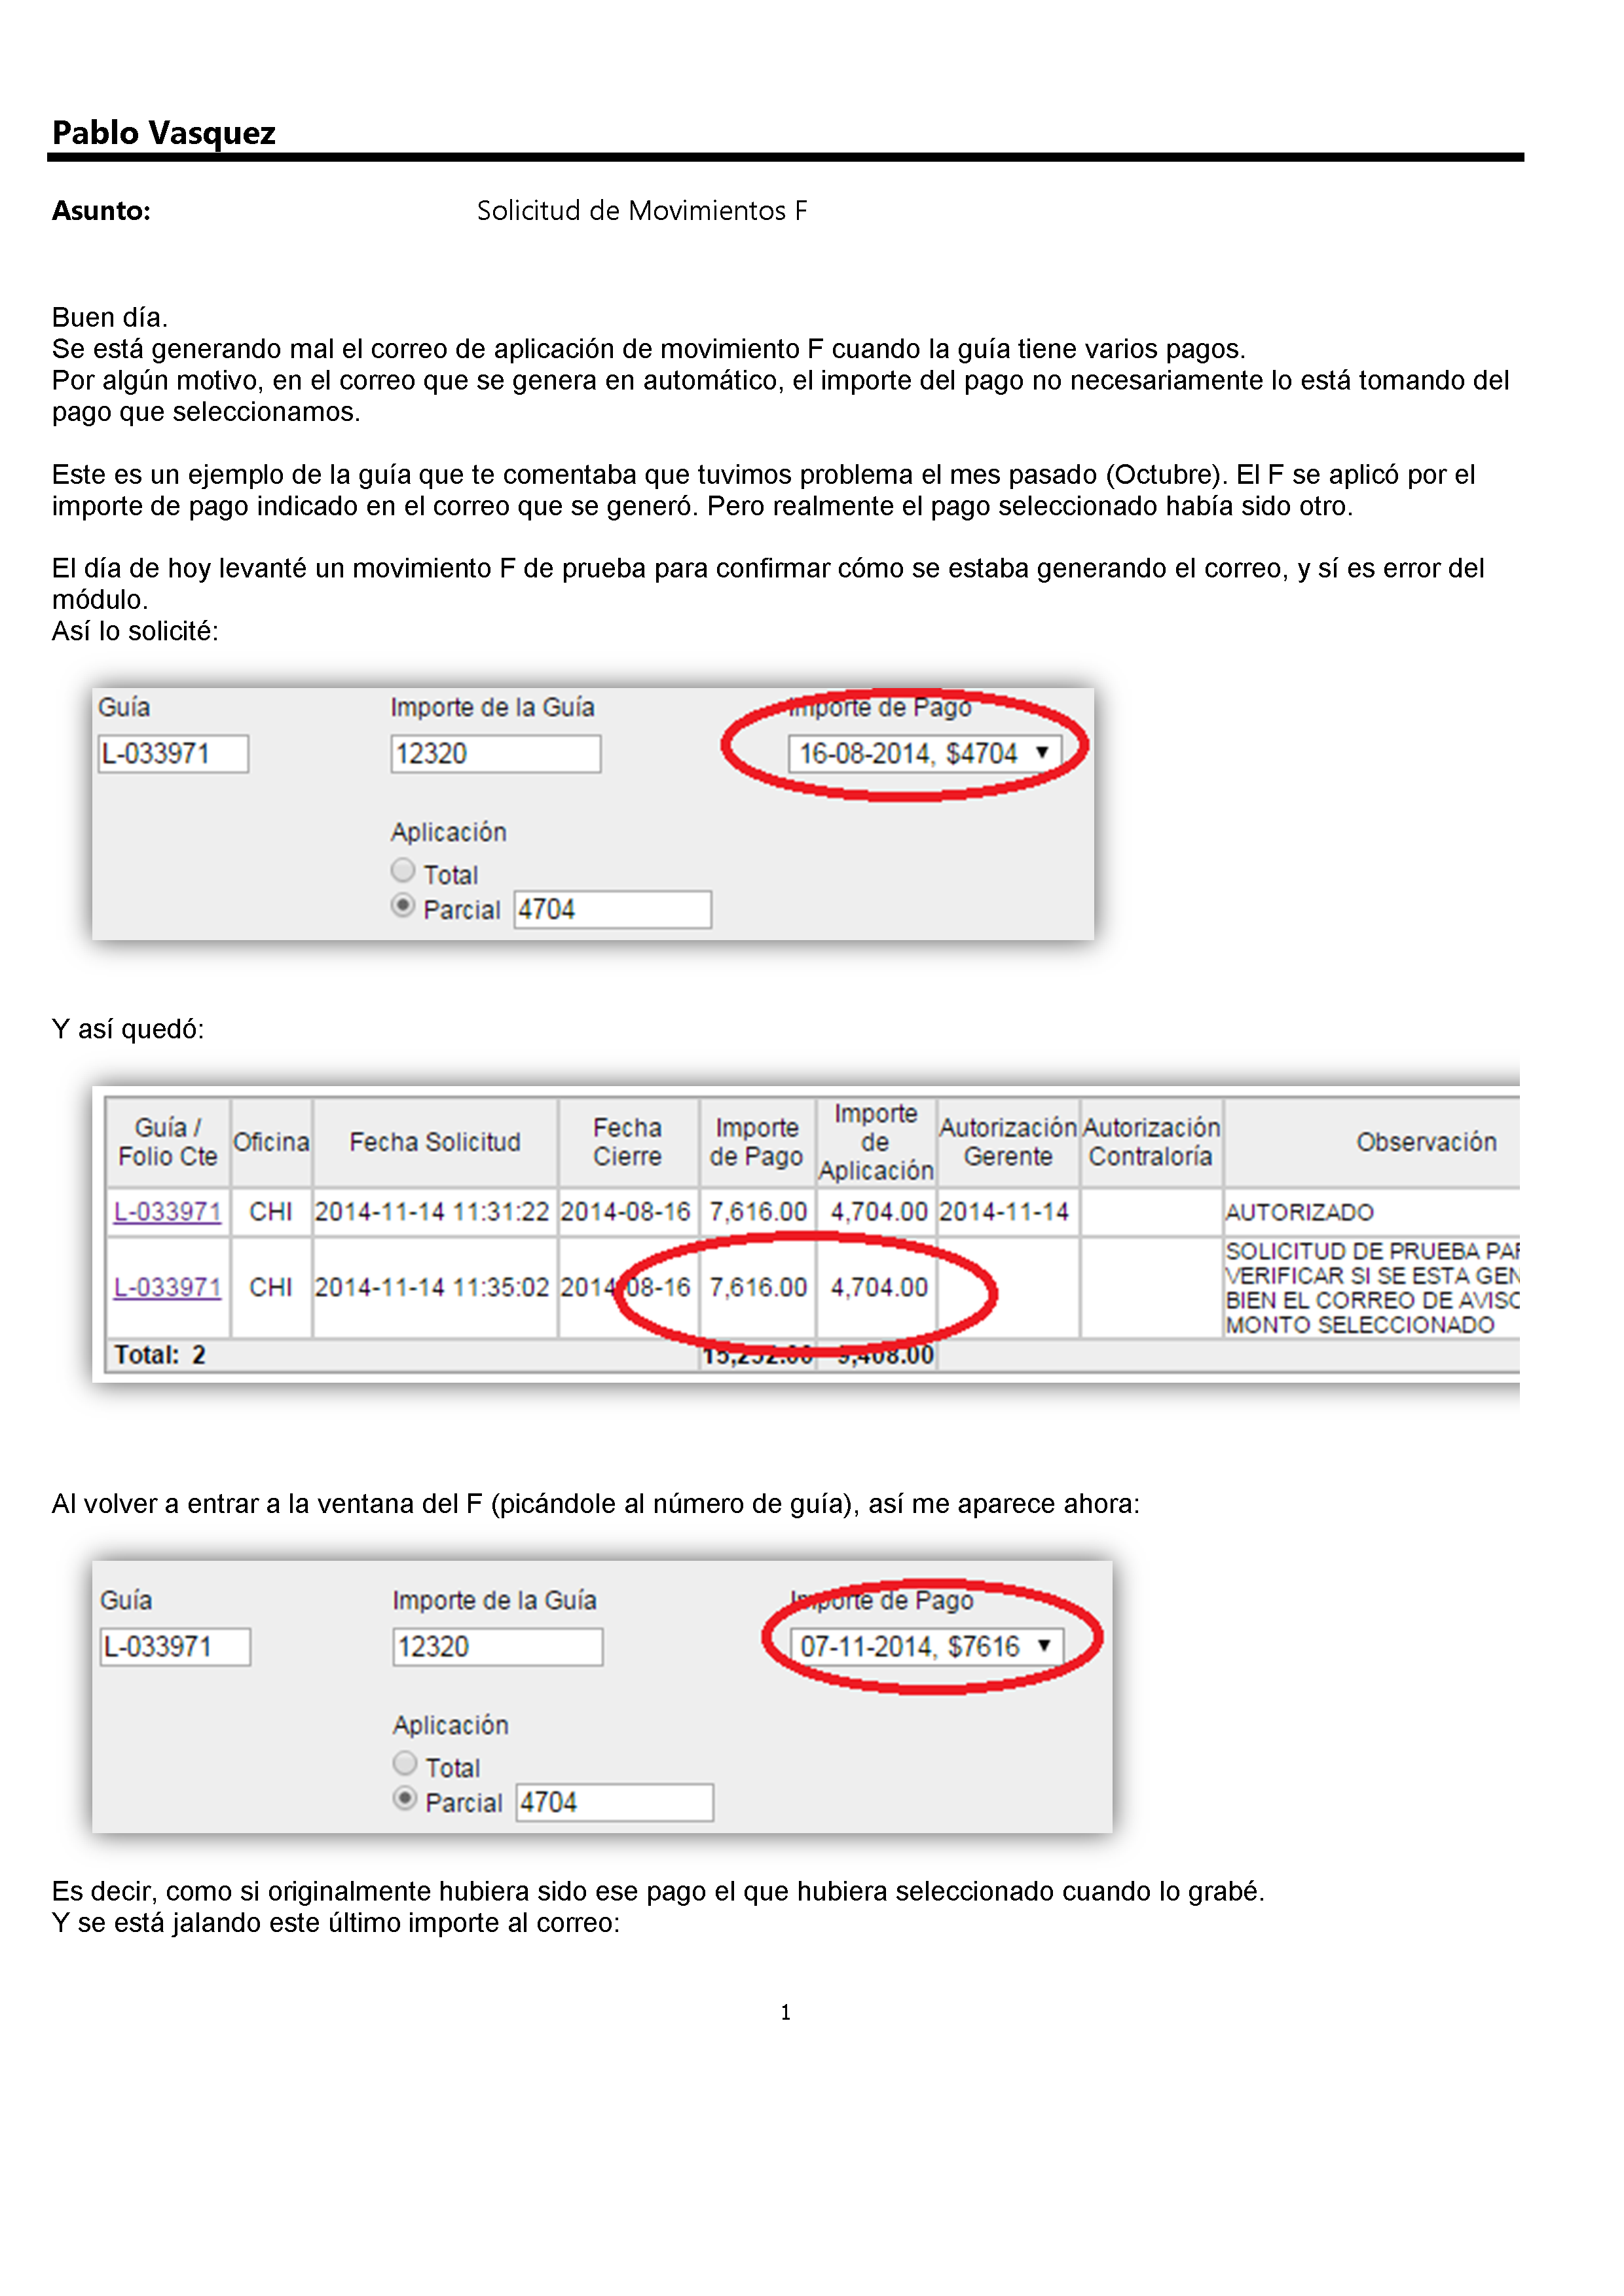 Pablo Vasquez
Asunto: Solicitud de Movimientos F
Buen día.
Se está generando mal el correo de aplicación de movimiento F cuando la guía tiene varios pagos.
Por algún motivo, en el correo que se genera en automático, el importe del pago no necesariamente lo está tomando del
pago que seleccionamos.
Este es un ejemplo de la guía que te comentaba que tuvimos problema el mes pasado (Octubre). El F se aplicó por el
importe de pago indicado en el correo que se generó. Pero realmente el pago seleccionado había sido otro.
El día de hoy levanté un movimiento F de prueba para confirmar cómo se estaba generando el correo, y sí es error del
módulo.
Así lo solicité:
Guía Importe de la Guía Importe de Pago
L-033971 12320 16-08-2014, $4704
Aplicación
Total
Parcial 4704
Y así quedó:
Guía / Folio Cte Oficina Fecha Solicitud Fecha Cierre Importe de Pago Importe de Aplicación Autorización Gerente Autorización Contraloría Observación
L-033971 CHI 2014-11-14 11:31:22 2014-08-16 7,616.00 4,704.00 2014-11-14 AUTORIZADO
L-033971 CHI 2014-11-14 11:35:02 2014-08-16 7,616.00 4,704.00 SOLICITUD DE PRUEBA PAR
VERIFICAR SI SE ESTA GEN
BIEN EL CORREO DE AVISO
MONTO SELECCIONADO
Total: 2 15,232.00 9,408.00
Al volver a entrar a la ventana del F (picándole al número de guía), así me aparece ahora:
Guía Importe de la Guía Importe de Pago
L-033971 12320 07-11-2014, $7616
Aplicación
Total
Parcial 4704
Es decir, como si originalmente hubiera sido ese pago el que hubiera seleccionado cuando lo grabé.
Y se está jalando este último importe al correo:
1